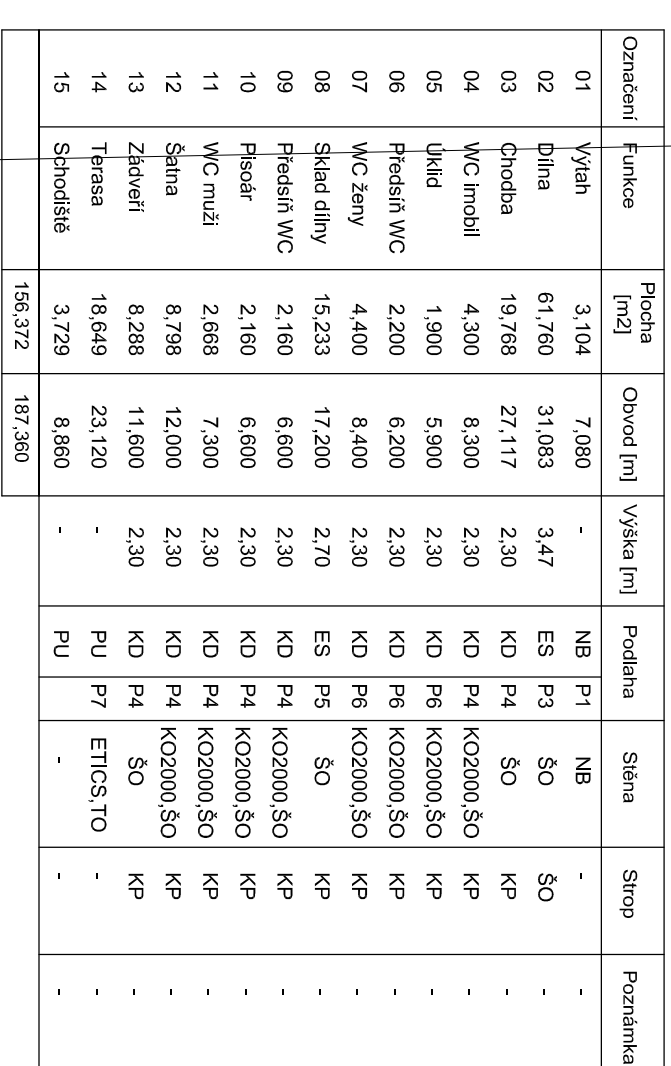 Označení Funkce Plocha [m2] Obvod [m] Výška [m] Podlaha Stěna Strop Poznámka
01 Výtah 3,104 7,080 - NB P1 NB - -
02 Dílna 61,760 31,083 3,47 ES P3 ŠO ŠO -
03 Chodba 19,768 27,117 2,30 KD P4 ŠO KP -
04 WC imobil 4,300 8,300 2,30 KD P4 KO2000,ŠO KP -
05 Úklid 1,900 5,900 2,30 KD P6 KO2000,ŠO KP -
06 Předsíň WC 2,200 6,200 2,30 KD P6 KO2000,ŠO KP -
07 WC ženy 4,400 8,400 2,30 KD P6 KO2000,ŠO KP -
08 Sklad dílny 15,233 17,200 2,70 ES P5 ŠO KP -
09 Předsíň WC 2,160 6,600 2,30 KD P4 KO2000,ŠO KP -
10 Pisoár 2,160 6,600 2,30 KD P4 KO2000,ŠO KP -
11 WC muži 2,668 7,300 2,30 KD P4 KO2000,ŠO KP -
12 Šatna 8,798 12,000 2,30 KD P4 KO2000,ŠO KP -
13 Zádveří 8,288 11,600 2,30 KD P4 ŠO KP -
14 Terasa 18,649 23,120 - PU P7 ETICS,TO - -
15 Schodiště 3,729 8,860 - PU - - -
156,372 187,360